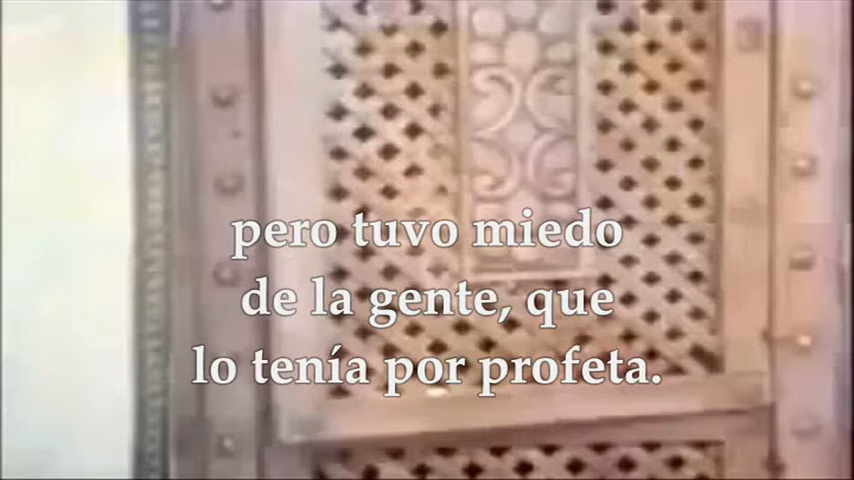 pero tuvo miedo
de la gente, que
lo tenía por profeta.